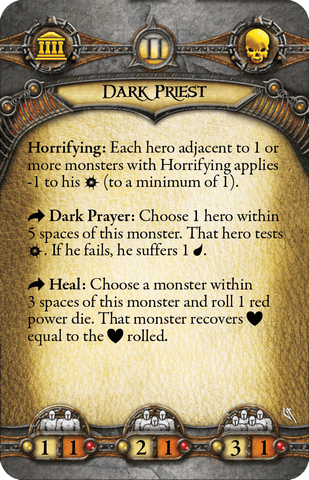 II
DARK PRIEST
Horrifying: Each hero adjacent to 1 or
more monsters with Horrifying applies
-1 to his (to a minimum of 1).
Dark Prayer: Choose 1 hero within
5 spaces of this monster. That hero tests
. If he fails, he suffers 1 .
Heal: Choose a monster within
3 spaces of this monster and roll 1 red
power die. That monster recovers
equal to the rolled.
1 1 2 1 3 1